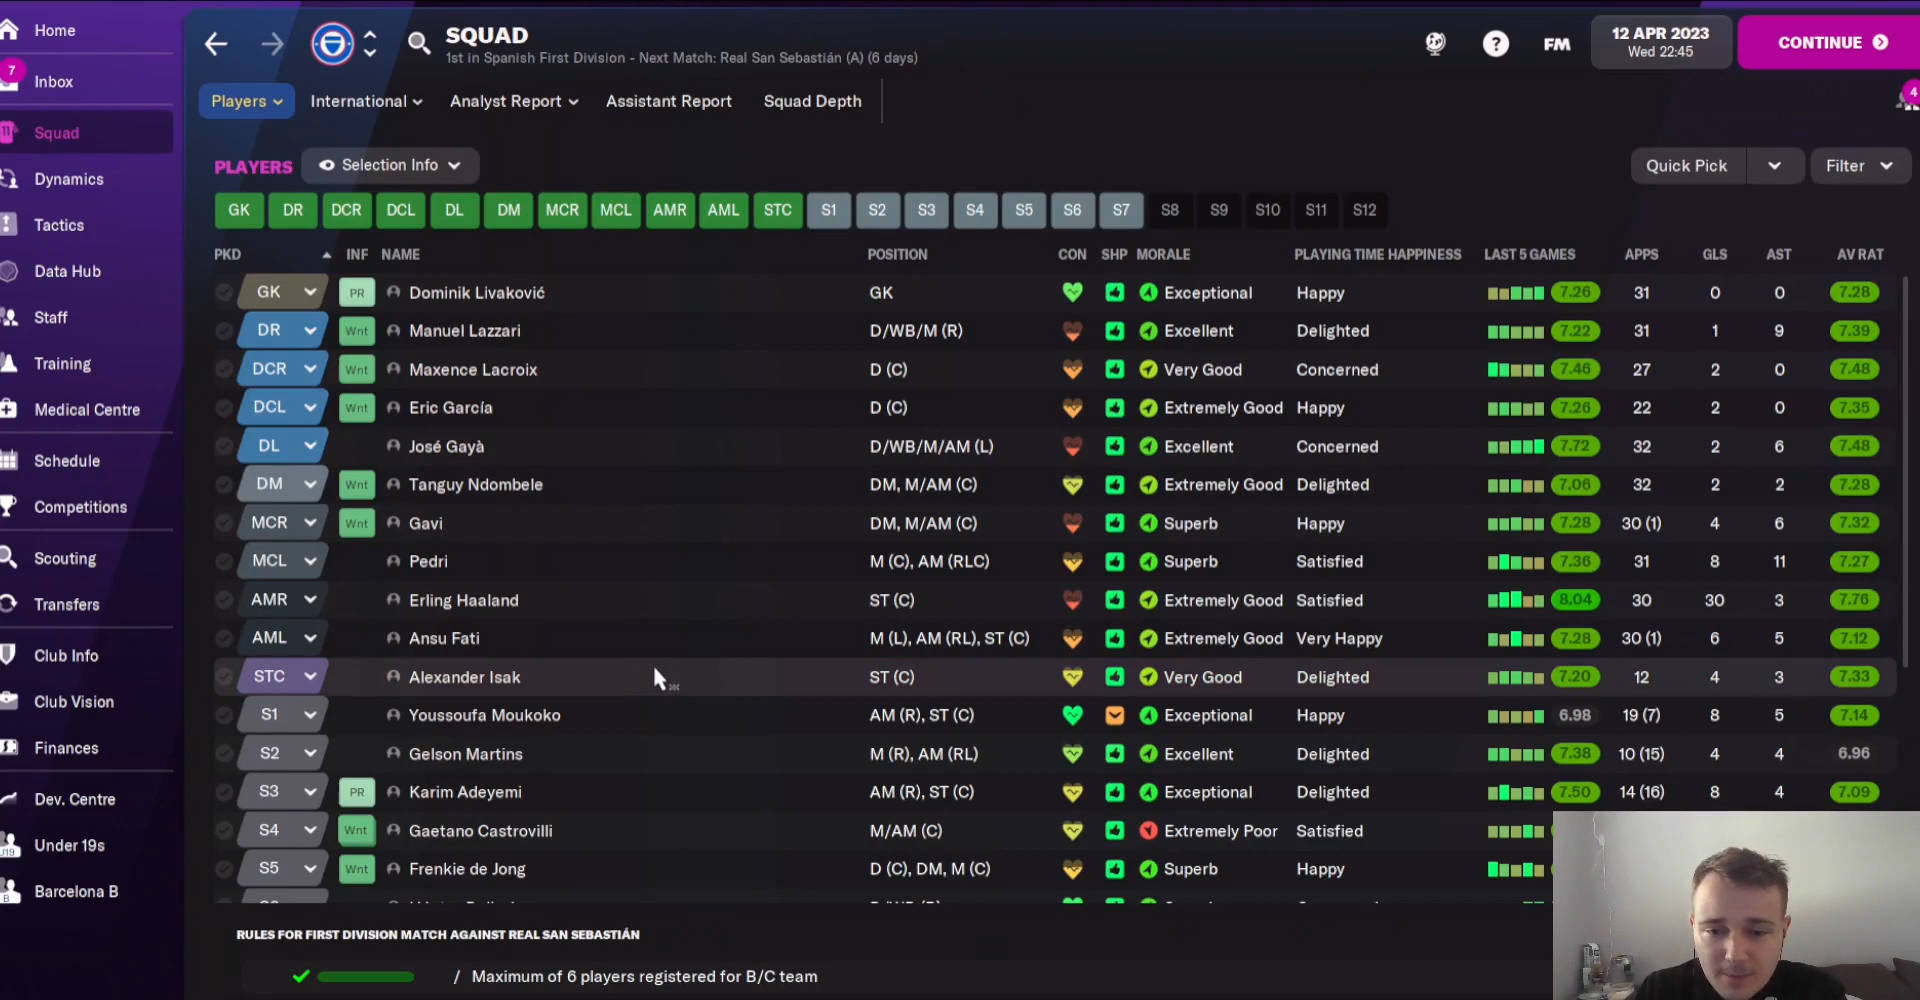 Home
SQUAD
1st in Spanish First Division - Next Match: Real San Sebastián (A) (6 days)
? FM 12 APR 2023
Wed 22:45
CONTINUE
7
Inbox
Players International Analyst Report Assistant Report Squad Depth
4
Squad
Dynamics
Tactics
Data Hub
Staff
Training
Medical Centre
Schedule
Competitions
Scouting
Transfers
Club Info
Club Vision
Finances
Dev. Centre
Under 19s
Barcelona B
PLAYERS Selection Info Quick Pick Filter
GK DR DCR DCL DL DM MCR MCL AMR AML STC S1 S2 S3 S4 S5 S6 S7 S8 S9 S10 S11 S12
PKD INF NAME POSITION CON SHP MORALE PLAYING TIME HAPPINESS LAST 5 GAMES APPS GLS AST AV RAT
GK PR Dominik Livaković GK Exceptional Happy 7.26 31 0 0 7.28
DR Wnt Manuel Lazzari D/WB/M (R) Excellent Delighted 7.22 31 1 9 7.39
DCR Wnt Maxence Lacroix D (C) Very Good Concerned 7.46 27 2 0 7.48
DCL Wnt Eric García D (C) Extremely Good Happy 7.26 22 2 0 7.35
DL José Gayà D/WB/M/AM (L) Excellent Concerned 7.72 32 2 6 7.48
DM Wnt Tanguy Ndombele DM, M/AM (C) Extremely Good Delighted 7.06 32 2 2 7.28
MCR Wnt Gavi DM, M/AM (C) Superb Happy 7.28 30 (1) 4 6 7.32
MCL Pedri M (C), AM (RLC) Superb Satisfied 7.36 31 8 11 7.27
AMR Erling Haaland ST (C) Extremely Good Satisfied 8.04 30 30 3 7.76
AML Ansu Fati M (L), AM (RL), ST (C) Extremely Good Very Happy 7.28 30 (1) 6 5 7.12
STC Alexander Isak ST (C) Very Good Delighted 7.20 12 4 3 7.33
S1 Youssoufa Moukoko AM (R), ST (C) Exceptional Happy 6.98 19 (7) 8 5 7.14
S2 Gelson Martins M (R), AM (RL) Excellent Delighted 7.38 10 (15) 4 4 6.96
S3 PR Karim Adeyemi AM (R), ST (C) Exceptional Delighted 7.50 14 (16) 8 4 7.09
S4 Wnt Gaetano Castrovilli M/AM (C) Extremely Poor Satisfied
S5 Wnt Frenkie de Jong D (C), DM, M (C) Superb Happy
RULES FOR FIRST DIVISION MATCH AGAINST REAL SAN SEBASTIÁN
/ Maximum of 6 players registered for B/C team